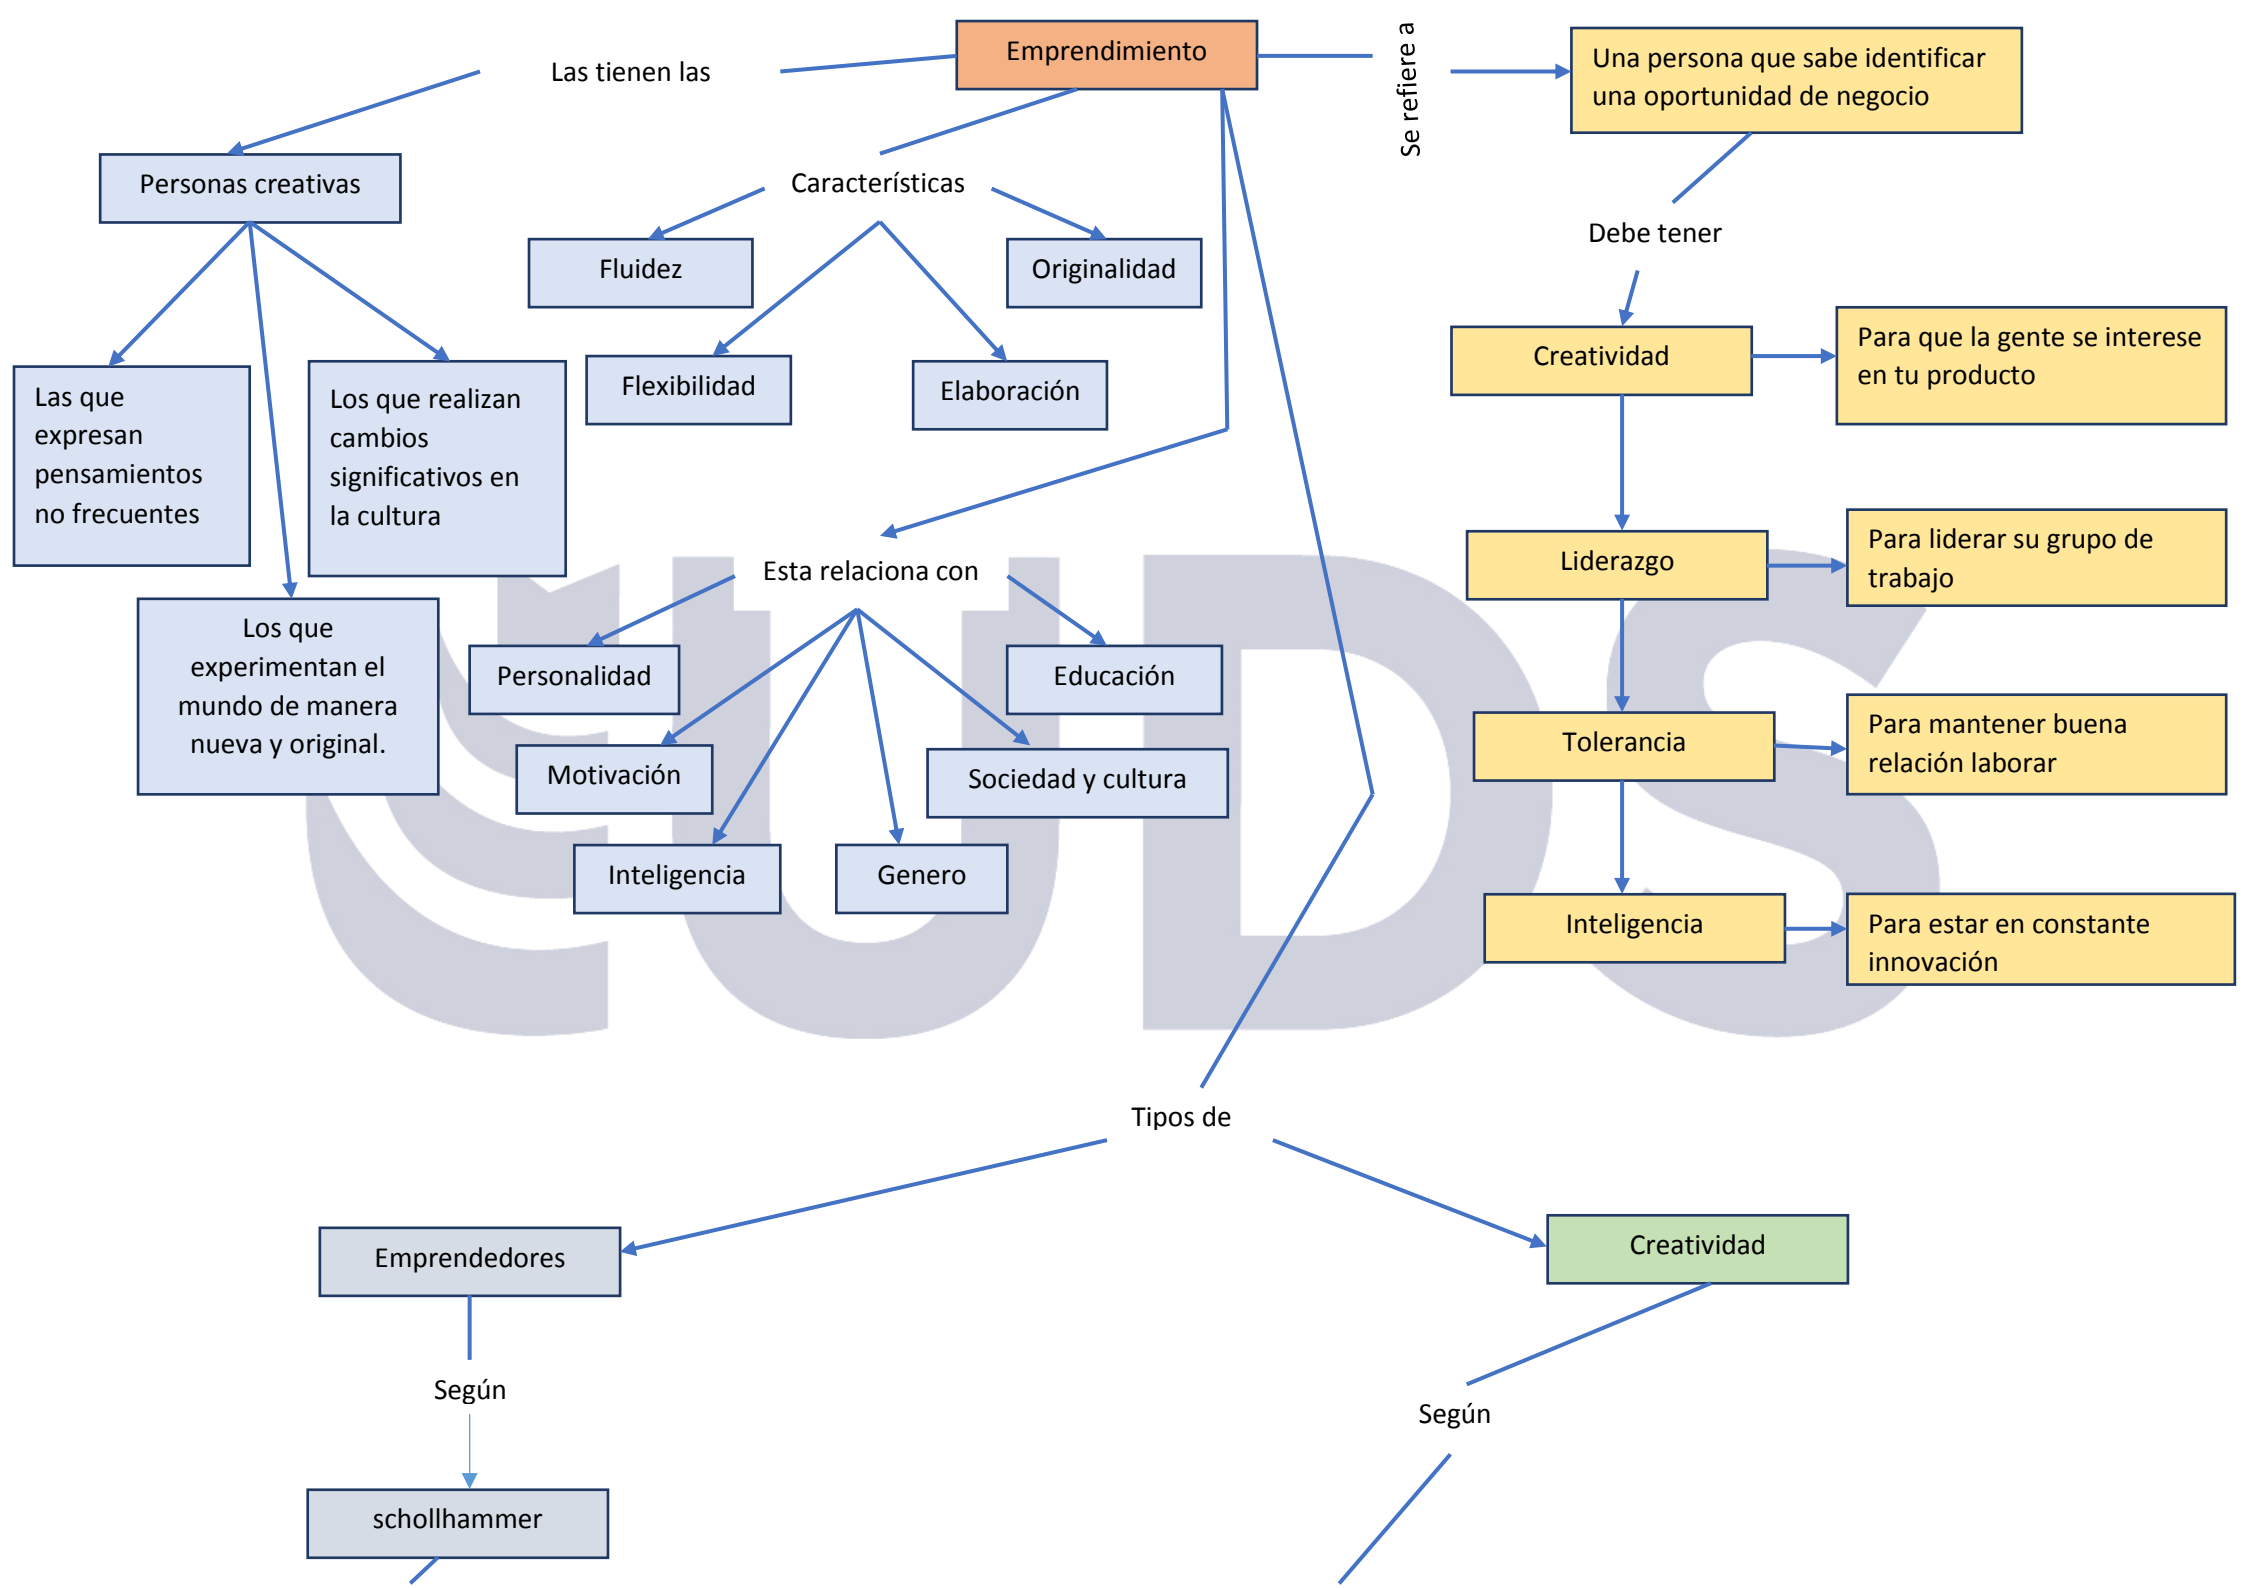 Emprendimiento
Las tienen las
Se refiere a
Una persona que sabe identificar
una oportunidad de negocio
Personas creativas
Características
Debe tener
Fluidez
Originalidad
Flexibilidad
Elaboración
Creatividad
Para que la gente se interese
en tu producto
Las que
expresan
pensamientos
no frecuentes
Los que realizan
cambios
significativos en
la cultura
Los que
experimentan el
mundo de manera
nueva y original.
Esta relaciona con
Liderazgo
Para liderar su grupo de
trabajo
Personalidad
Educación
Motivación
Sociedad y cultura
Inteligencia
Genero
Tolerancia
Para mantener buena
relación laborar
Inteligencia
Para estar en constante
innovación
UDS
Tipos de
Emprendedores
Creatividad
Según
Según
schollhammer